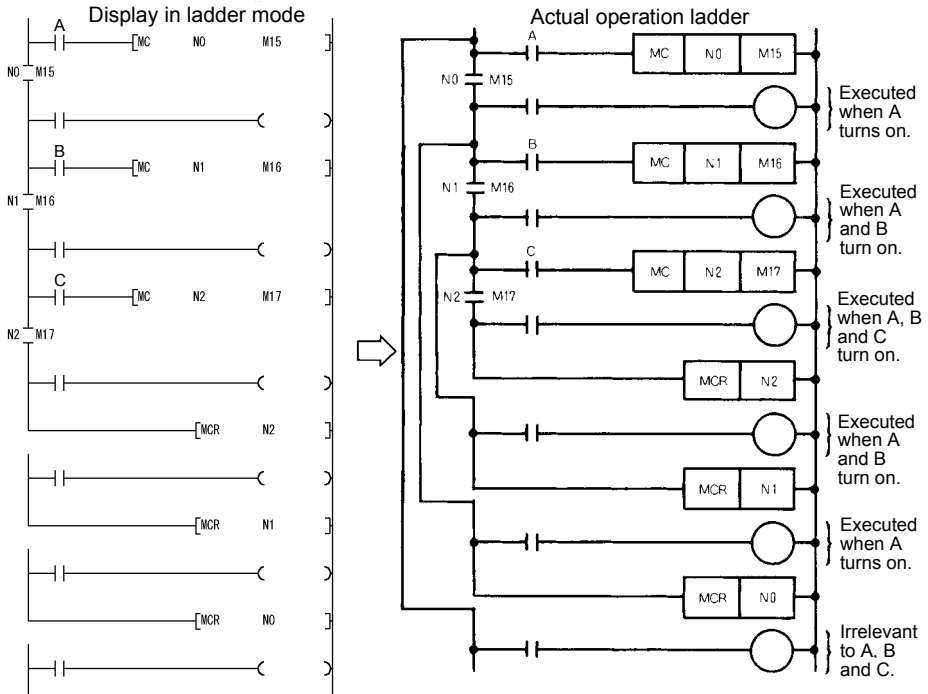 Display in ladder mode
A
MC N0 M15
N0 M15
B
MC N1 M16
N1 M16
C
MC N2 M17
N2 M17
MCR N2
MCR N1
MCR N0
Actual operation ladder
A
MC N0 M15
N0 M15
Executed
when A
turns on.
B
MC N1 M16
N1 M16
Executed
when A
and B
turn on.
C
MC N2 M17
N2 M17
Executed
when A, B
and C
turn on.
MCR N2
Executed
when A
and B
turn on.
MCR N1
Executed
when A
turns on.
MCR N0
Irrelevant
to A, B
and C.